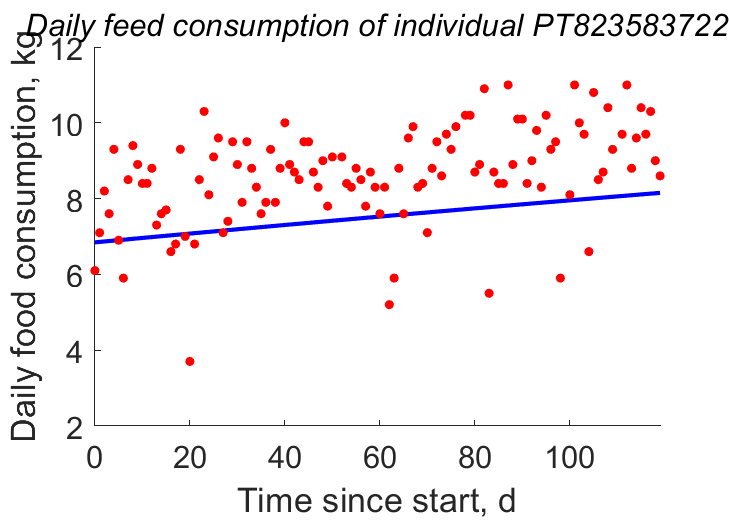 Daily feed consumption of individual PT823583722
Daily food consumption, kg
12
10
8
6
4
2
0 20 40 60 80 100
Time since start, d